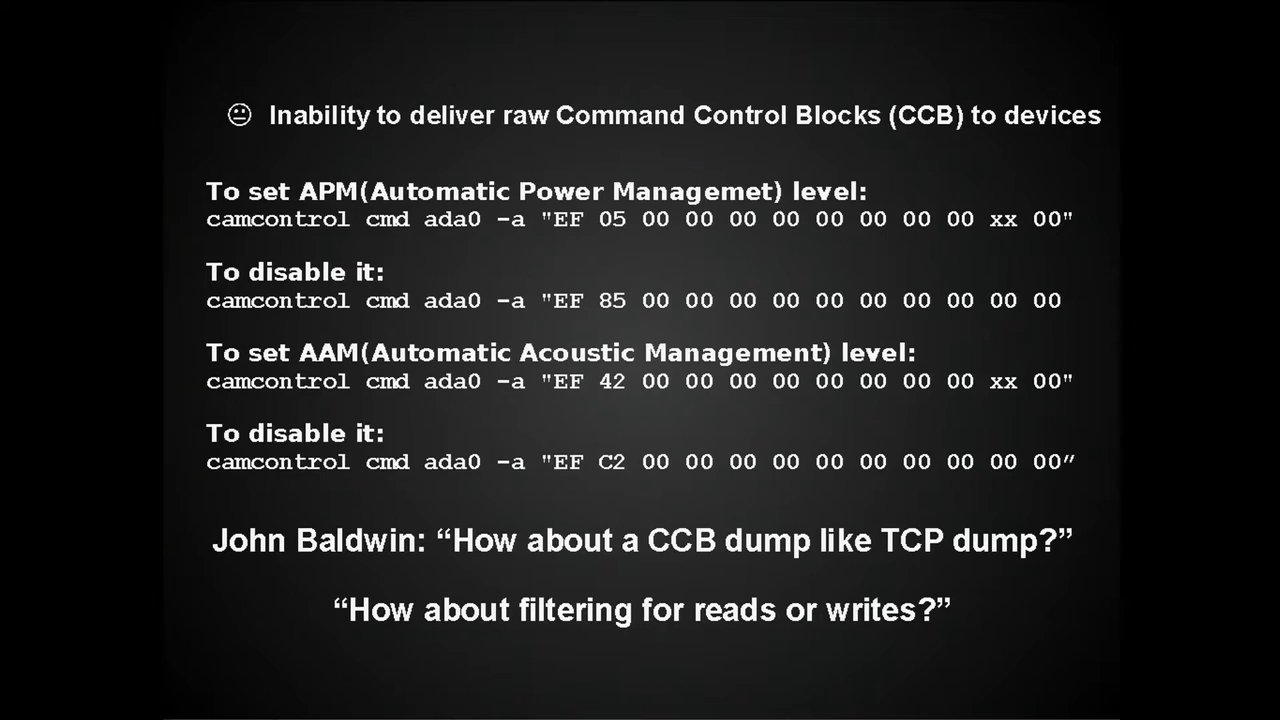 😐 Inability to deliver raw Command Control Blocks (CCB) to devices
To set APM(Automatic Power Managemet) level:
camcontrol cmd ada0 -a "EF 05 00 00 00 00 00 00 00 00 xx 00"
To disable it:
camcontrol cmd ada0 -a "EF 85 00 00 00 00 00 00 00 00 00 00
To set AAM(Automatic Acoustic Management) level:
camcontrol cmd ada0 -a "EF 42 00 00 00 00 00 00 00 00 xx 00"
To disable it:
camcontrol cmd ada0 -a "EF C2 00 00 00 00 00 00 00 00 00 00”
John Baldwin: “How about a CCB dump like TCP dump?”
“How about filtering for reads or writes?”